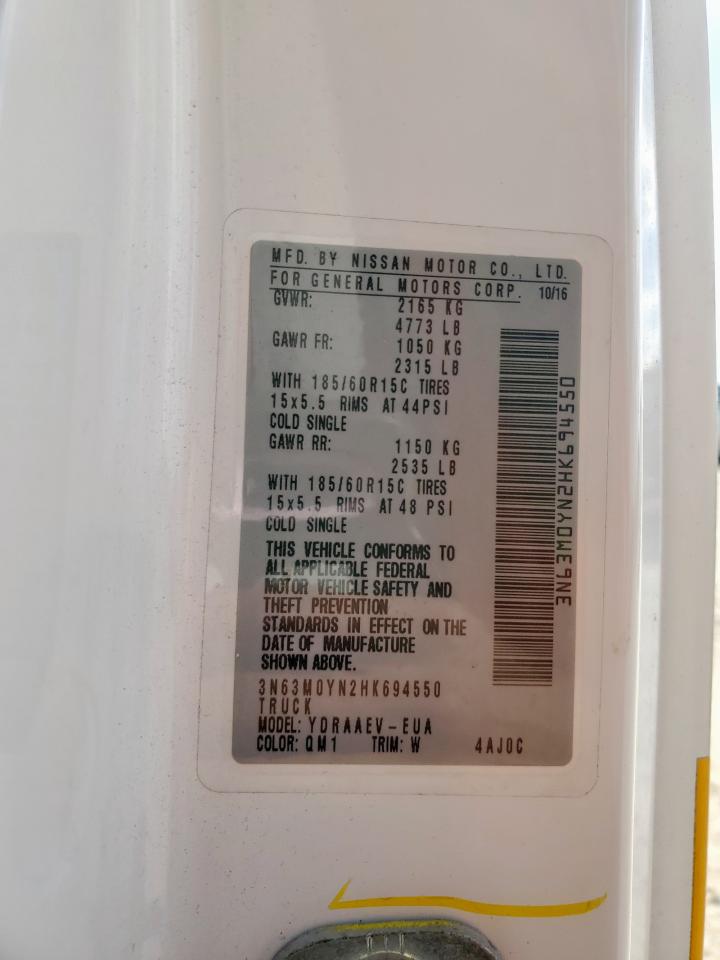 MFD. BY NISSAN MOTOR CO., LTD.
FOR GENERAL MOTORS CORP. 10/16
GVWR: 2165 KG
4773 LB
GAWR FR: 1050 KG
2315 LB
WITH 185/60R15C TIRES
15x5.5 RIMS AT 44PSI
COLD SINGLE
GAWR RR: 1150 KG
2535 LB
WITH 185/60R15C TIRES
15x5.5 RIMS AT 48 PSI
COLD SINGLE
THIS VEHICLE CONFORMS TO
ALL APPLICABLE FEDERAL
MOTOR VEHICLE SAFETY AND
THEFT PREVENTION
STANDARDS IN EFFECT ON THE
DATE OF MANUFACTURE
SHOWN ABOVE.
3N63M0YN2HK694550
TRUCK
MODEL: YDRAAEV-EUA
COLOR: QM1 TRIM: W 4AJ0C
3N63M0YN2HK694550